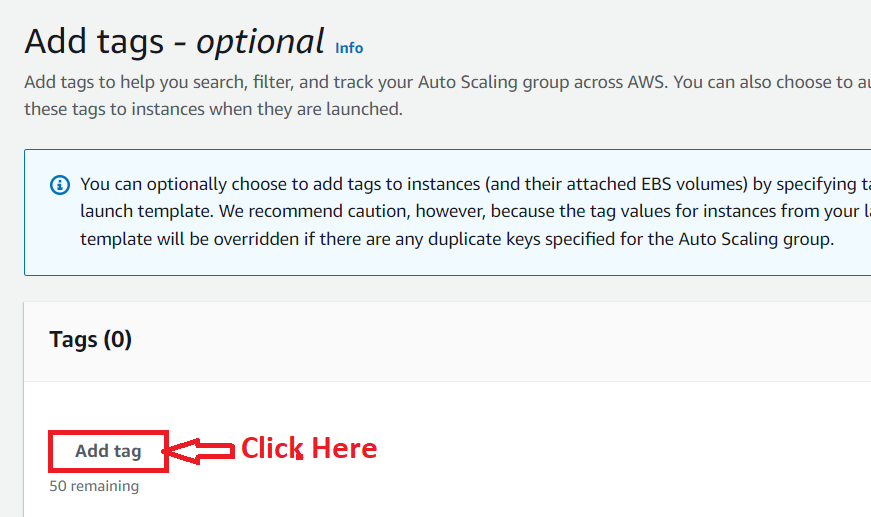 Add tags - optional Info
Add tags to help you search, filter, and track your Auto Scaling group across AWS. You can also choose to
these tags to instances when they are launched.
You can optionally choose to add tags to instances (and their attached EBS volumes) by specifying
launch template. We recommend caution, however, because the tag values for instances from your
template will be overridden if there are any duplicate keys specified for the Auto Scaling group.
Tags (0)
Add tag Click Here
50 remaining